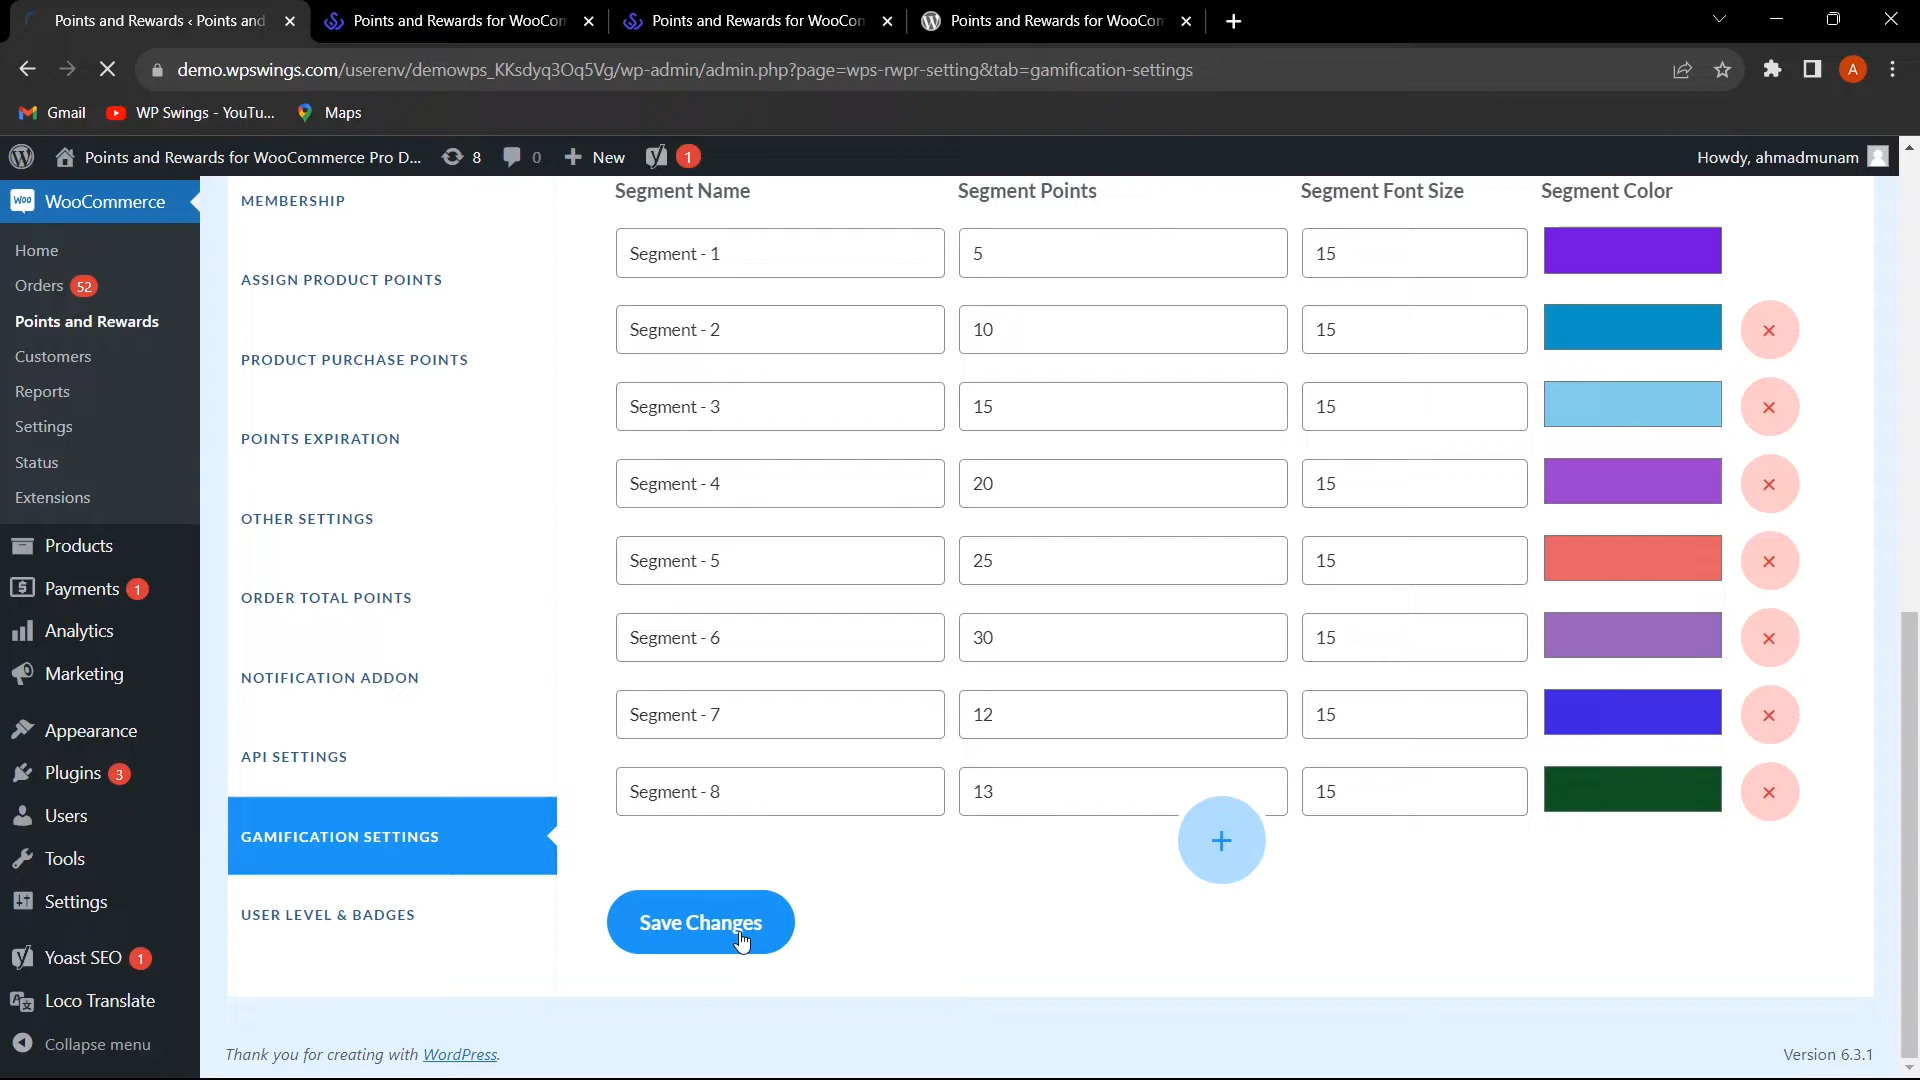 Points and Rewards ‹ Points and
Points and Rewards for WooCom
Points and Rewards for WooCon
Points and Rewards for WooCom
demo.wpswings.com/userenv/demowps_KKsdyq3Oq5Vg/wp-admin/admin.php?page=wps-rwpr-setting&tab=gamification-settings
A
Gmail
WP Swings - YouTu...
Maps
Points and Rewards for WooCommerce Pro D...
8
0
New
1
Howdy, ahmadmunam
Woo
WooCommerce
Home
Orders 52
Points and Rewards
Customers
Reports
Settings
Status
Extensions
Products
Payments 1
Analytics
Marketing
Appearance
Plugins 3
Users
Tools
Settings
Yoast SEO 1
Loco Translate
Collapse menu
MEMBERSHIP
ASSIGN PRODUCT POINTS
PRODUCT PURCHASE POINTS
POINTS EXPIRATION
OTHER SETTINGS
ORDER TOTAL POINTS
NOTIFICATION ADDON
API SETTINGS
GAMIFICATION SETTINGS
USER LEVEL & BADGES
Segment Name Segment Points Segment Font Size Segment Color
Segment - 1 5 15
Segment - 2 10 15
Segment - 3 15 15
Segment - 4 20 15
Segment - 5 25 15
Segment - 6 30 15
Segment - 7 12 15
Segment - 8 13 15
+
Save Changes
Thank you for creating with WordPress.
Version 6.3.1